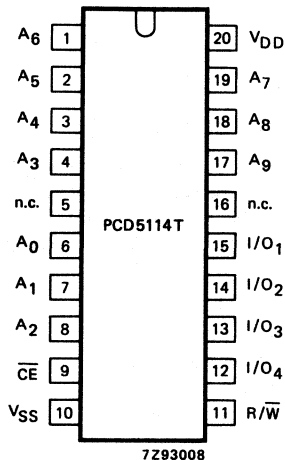 A6 1 20 VDD
A5 2 19 A7
A4 3 18 A8
A3 4 17 A9
n.c. 5 16 n.c.
PCD5114T
A0 6 15 I/O1
A1 7 14 I/O2
A2 8 13 I/O3
C̅E̅ 9 12 I/O4
VSS 10 11 R/W̅
7Z93008